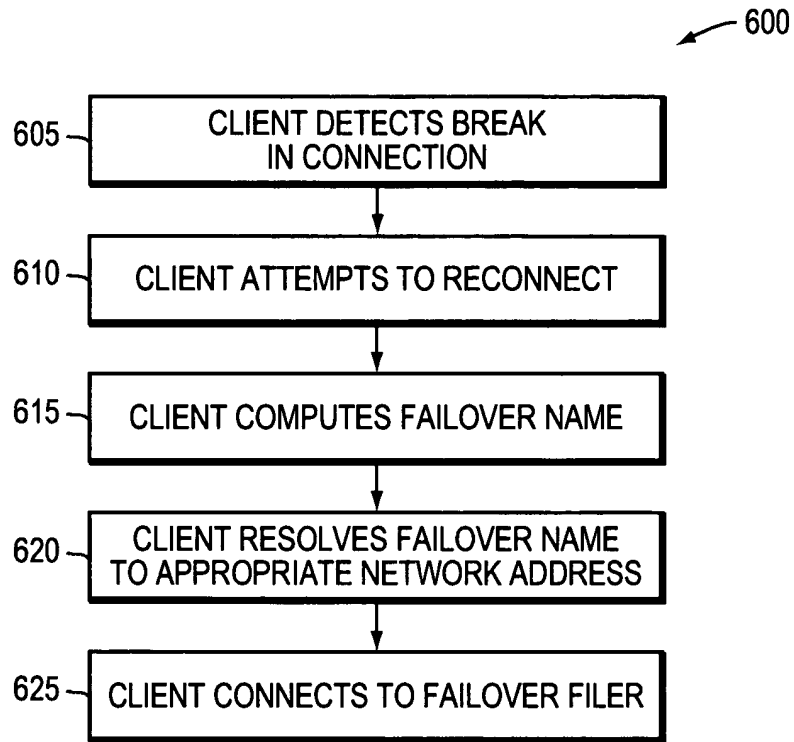 600
605
CLIENT DETECTS BREAK
IN CONNECTION
610
CLIENT ATTEMPTS TO RECONNECT
615
CLIENT COMPUTES FAILOVER NAME
620
CLIENT RESOLVES FAILOVER NAME
TO APPROPRIATE NETWORK ADDRESS
625
CLIENT CONNECTS TO FAILOVER FILER